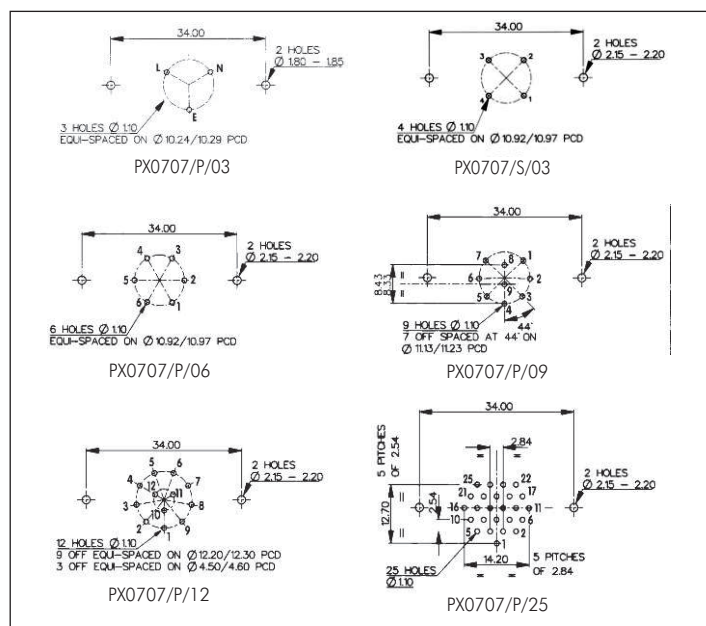 34.00
2 HOLES
Ø 1.80 – 1.85
L
N
E
3 HOLES Ø 1.10
EQUI-SPACED ON Ø 10.24/10.29 PCD
PX0707/P/03
34.00
2 HOLES
Ø 2.15 – 2.20
3
2
4
1
4 HOLES Ø 1.10
EQUI-SPACED ON Ø 10.92/10.97 PCD
PX0707/S/03
34.00
2 HOLES
Ø 2.15 – 2.20
4
3
5
2
6
1
6 HOLES Ø 1.10
EQUI-SPACED ON Ø 10.92/10.97 PCD
PX0707/P/06
34.00
2 HOLES
Ø 2.15 – 2.20
8.43
8.33
7
8
1
6
2
9
5
3
4
44°
9 HOLES Ø 1.10
7 OFF SPACED AT 44° ON
Ø 11.13/11.23 PCD
PX0707/P/09
34.00
2 HOLES
Ø 2.15 – 2.20
5
6
4
7
12
11
3
8
10
2
9
1
12 HOLES Ø 1.10
9 OFF EQUI-SPACED ON Ø 12.20/12.30 PCD
3 OFF EQUI-SPACED ON Ø 4.50/4.60 PCD
PX0707/P/12
34.00
5 PITCHES
OF 2.54
2.84
2 HOLES
Ø 2.15 – 2.20
25
22
21
17
16
11
10
6
5
2
1
12.70
2.54
14.20
5 PITCHES
OF 2.84
25 HOLES
Ø 1.10
PX0707/P/25